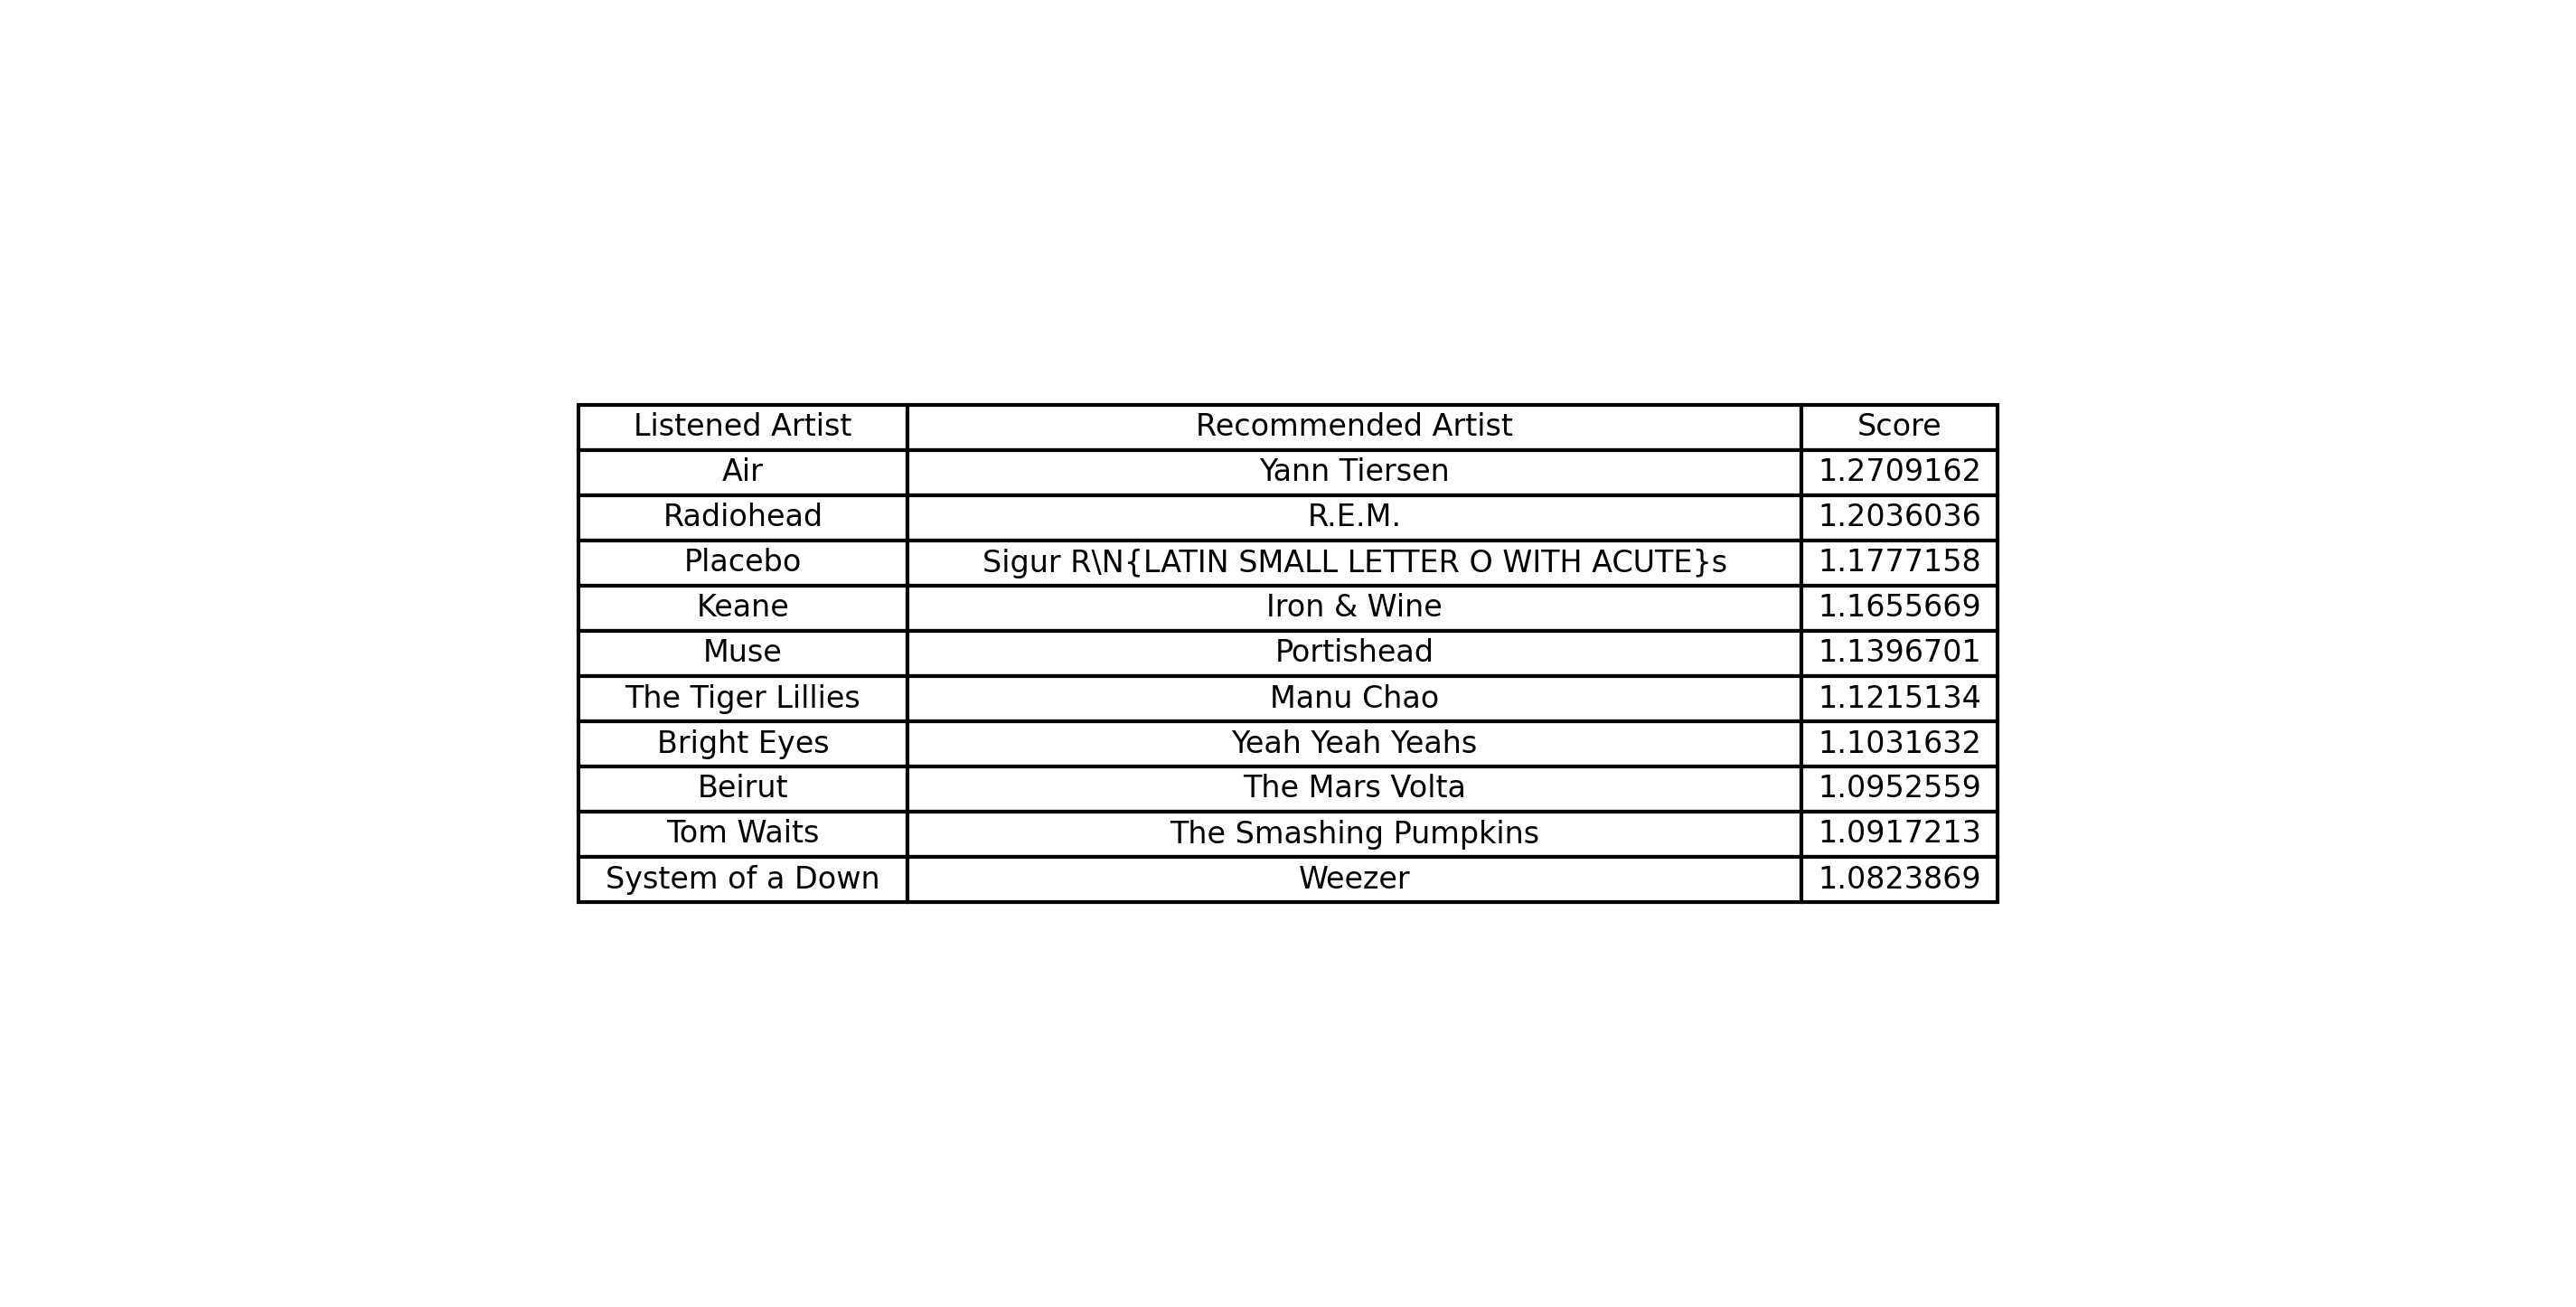 Listened Artist Recommended Artist Score
Air Yann Tiersen 1.2709162
Radiohead R.E.M. 1.2036036
Placebo Sigur R\N{LATIN SMALL LETTER O WITH ACUTE}s 1.1777158
Keane Iron & Wine 1.1655669
Muse Portishead 1.1396701
The Tiger Lillies Manu Chao 1.1215134
Bright Eyes Yeah Yeah Yeahs 1.1031632
Beirut The Mars Volta 1.0952559
Tom Waits The Smashing Pumpkins 1.0917213
System of a Down Weezer 1.0823869